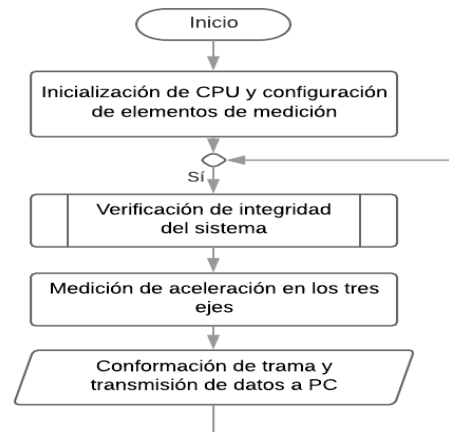 Inicio
Inicialización de CPU y configuración
de elementos de medición
Sí
Verificación de integridad
del sistema
Medición de aceleración en los tres
ejes
Conformación de trama y
transmisión de datos a PC